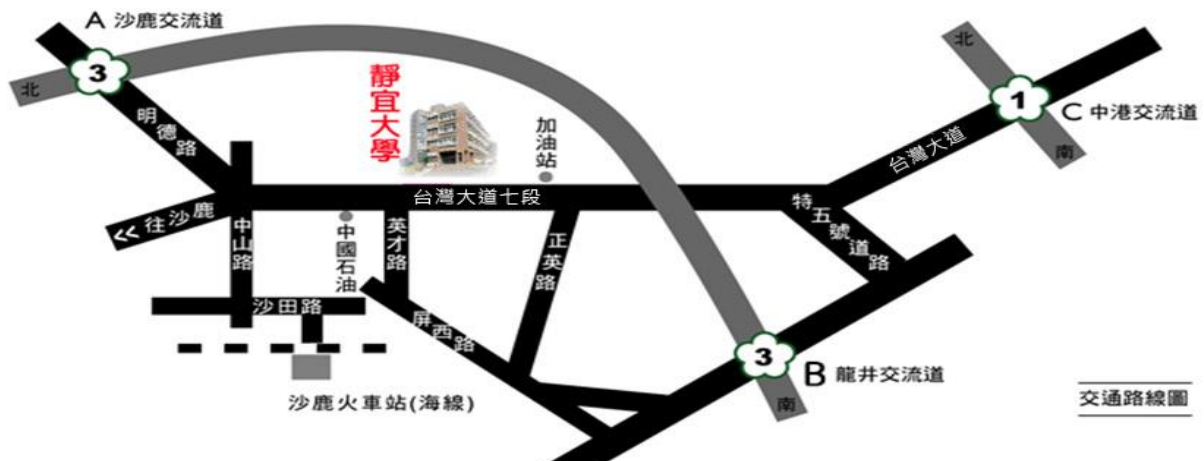 A 沙鹿交流道
3
北
明德路
靜宜大學
加油站
北
1
C 中港交流道
南
台灣大道
台灣大道七段
特五號道路
<<往沙鹿
中山路
中國石油
英才路
正英路
沙田路
屏西路
3
B 龍井交流道
南
沙鹿火車站(海線)
交通路線圖